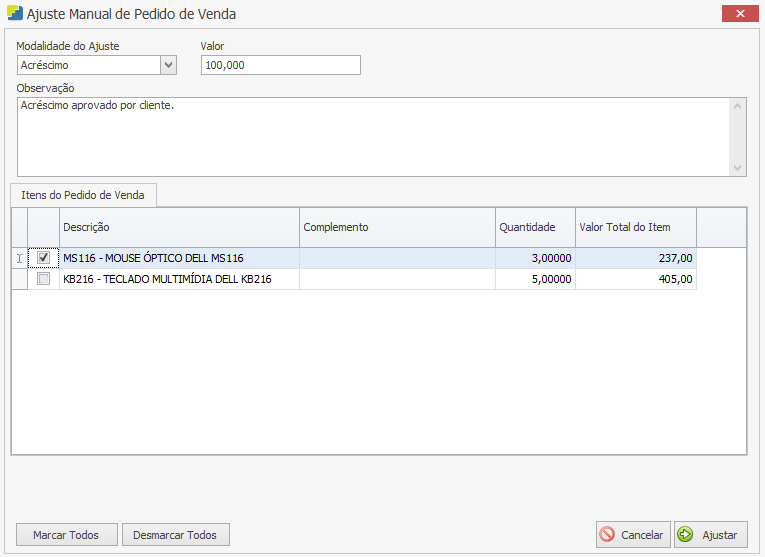 Ajuste Manual de Pedido de Venda
Modalidade do Ajuste Valor
Acréscimo 100,000
Observação
Acréscimo aprovado por cliente.
Itens do Pedido de Venda
Descrição Complemento Quantidade Valor Total do Item
MS116 - MOUSE ÓPTICO DELL MS116 3,00000 237,00
KB216 - TECLADO MULTIMÍDIA DELL KB216 5,00000 405,00
Marcar Todos Desmarcar Todos Cancelar Ajustar